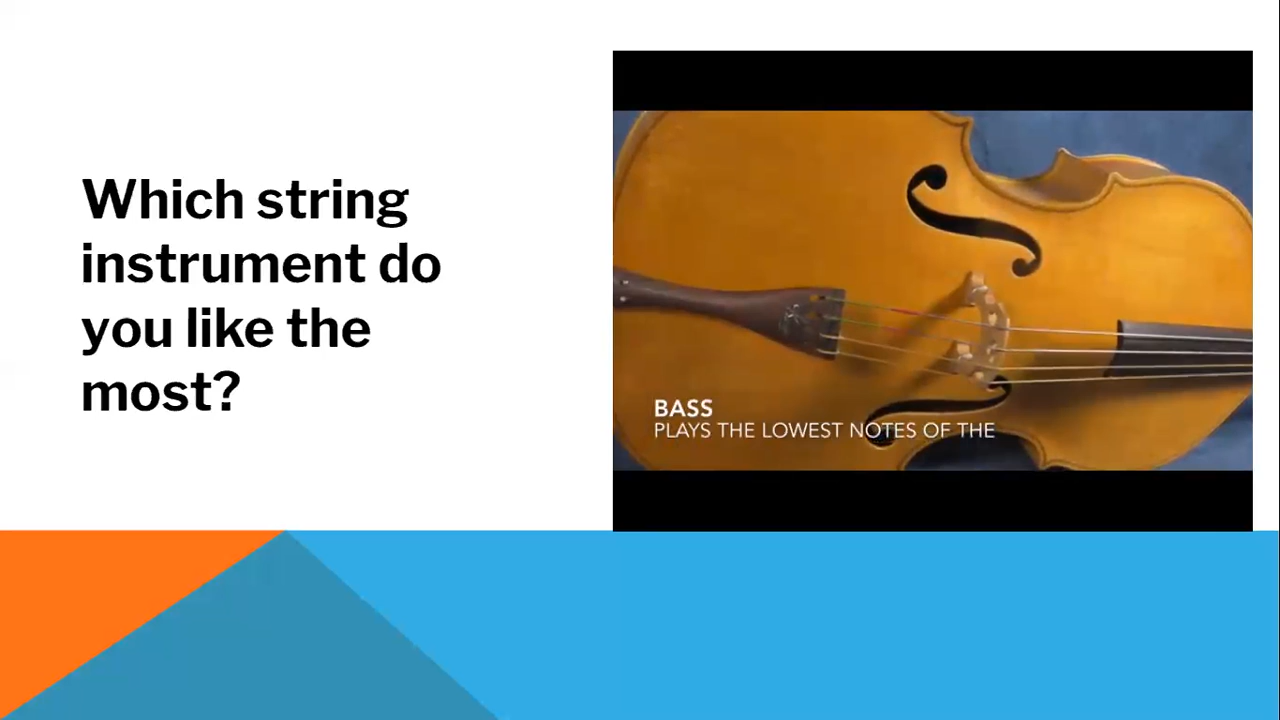 Which string
instrument do
you like the
most?
BASS
PLAYS THE LOWEST NOTES OF THE